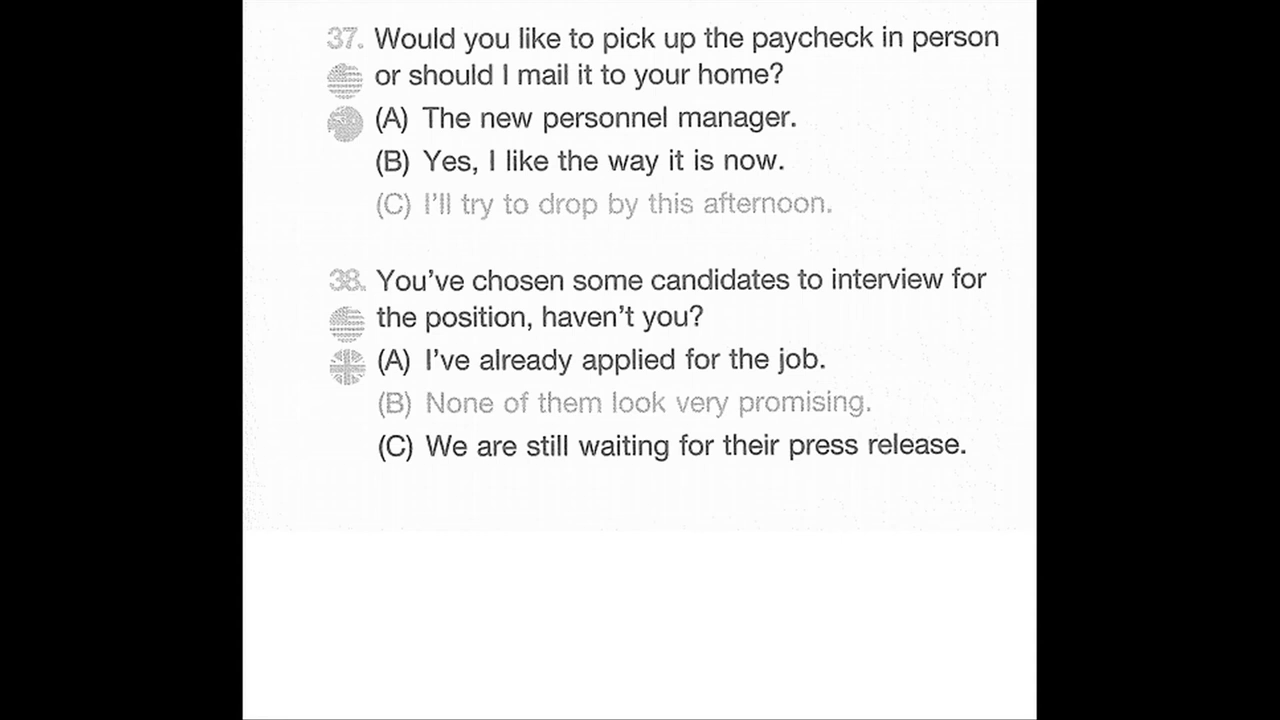 37. Would you like to pick up the paycheck in person
or should I mail it to your home?
(A) The new personnel manager.
(B) Yes, I like the way it is now.
(C) I'll try to drop by this afternoon.
38. You've chosen some candidates to interview for
the position, haven't you?
(A) I've already applied for the job.
(B) None of them look very promising.
(C) We are still waiting for their press release.